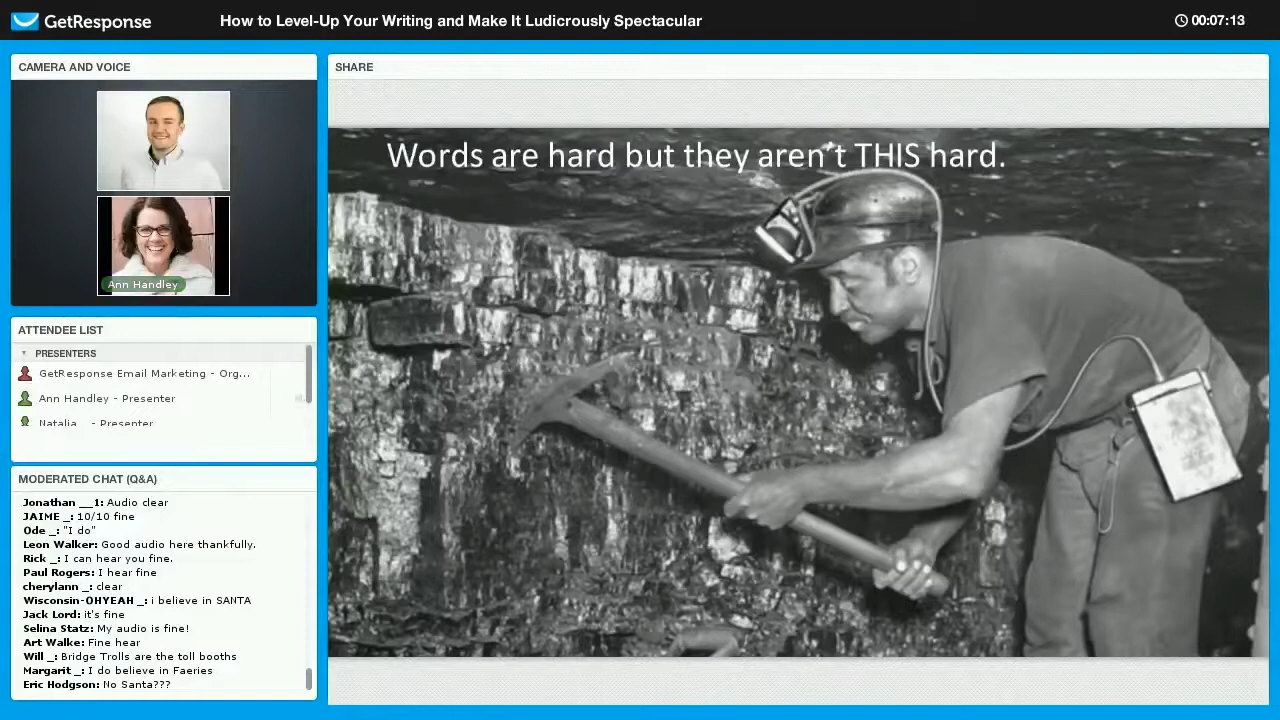 GetResponse
How to Level-Up Your Writing and Make It Ludicrously Spectacular
00:07:13
CAMERA AND VOICE
Ann Handley
ATTENDEE LIST
PRESENTERS
GetResponse Email Marketing - Org...
Ann Handley - Presenter
Natalia _ - Presenter
MODERATED CHAT (Q&A)
Jonathan __1: Audio clear
JAIME _: 10/10 fine
Ode _: "I do"
Leon Walker: Good audio here thankfully.
Rick _: I can hear you fine.
Paul Rogers: I hear fine
cherylann _: clear
Wisconsin-OHYEAH _: i believe in SANTA
Jack Lord: it's fine
Selina Statz: My audio is fine!
Art Walke: Fine hear
Will _: Bridge Trolls are the toll booths
Margarit _: I do believe in Faeries
Eric Hodgson: No Santa???
SHARE
Words are hard but they aren't THIS hard.